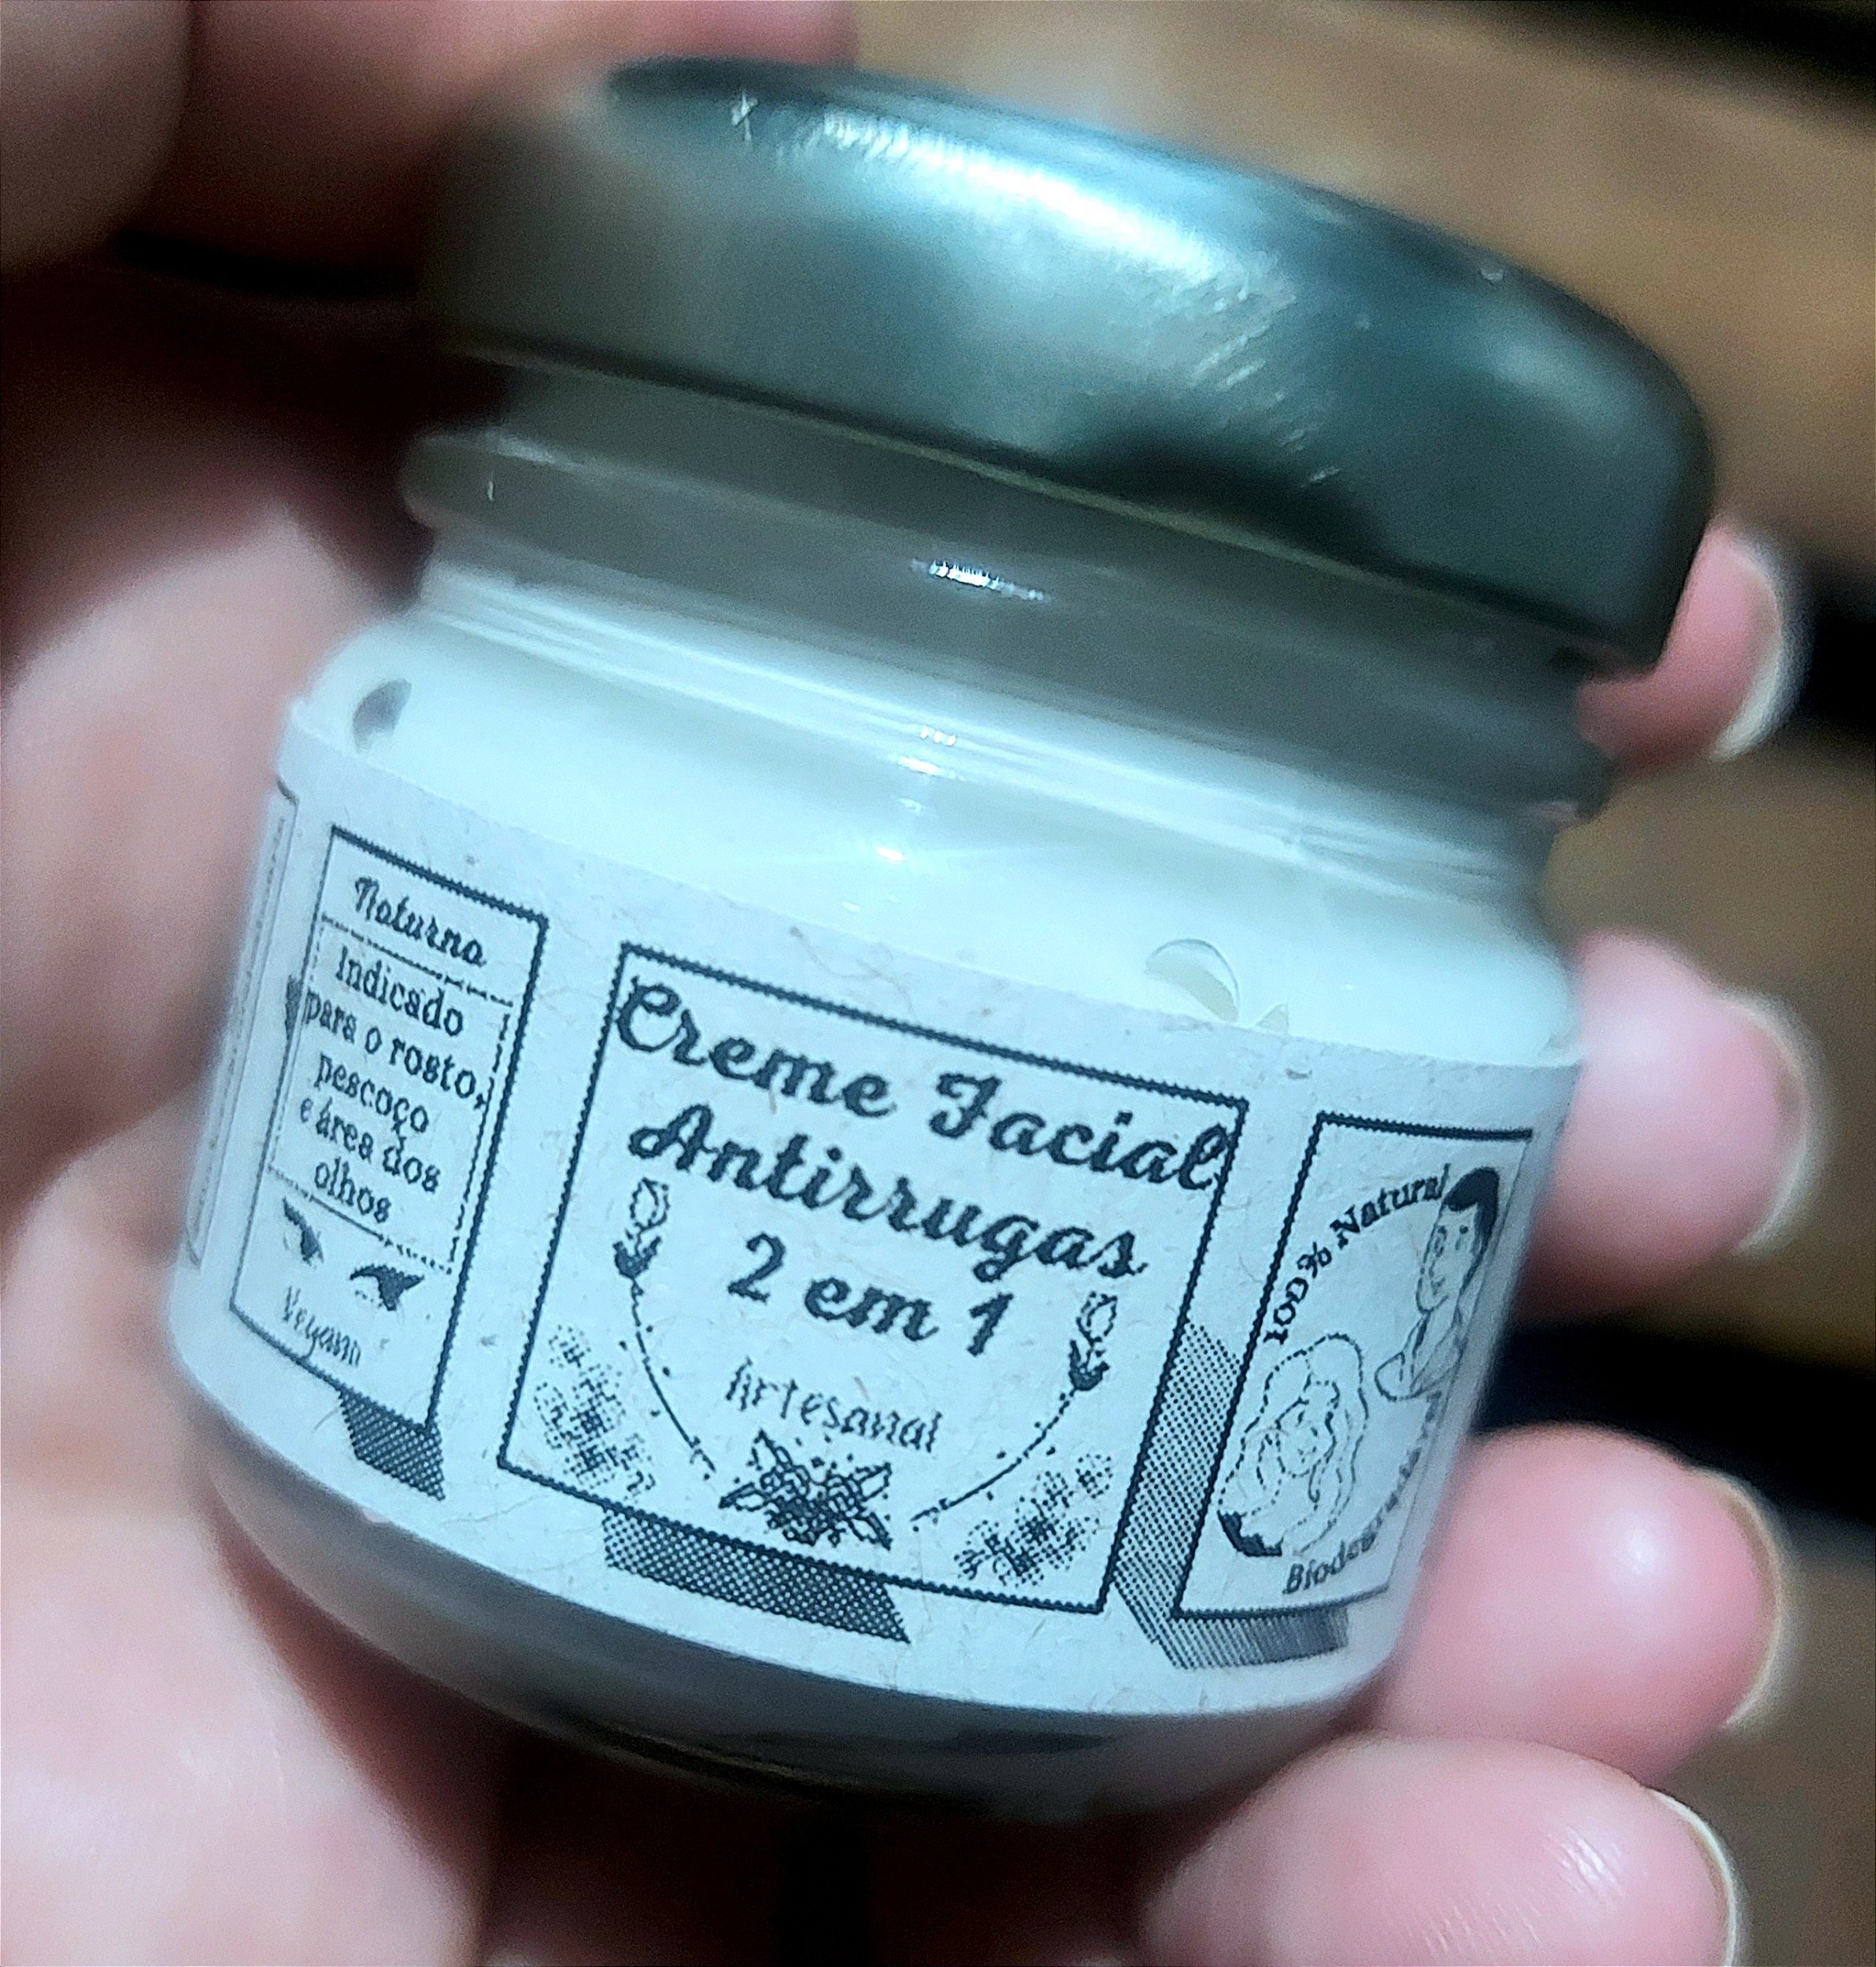 Noturno
Indicado
para o rosto,
pescoço
e área dos
olhos
Vegano
Creme Facial
Antirrugas
2 em 1
Artesanal
100% Natural